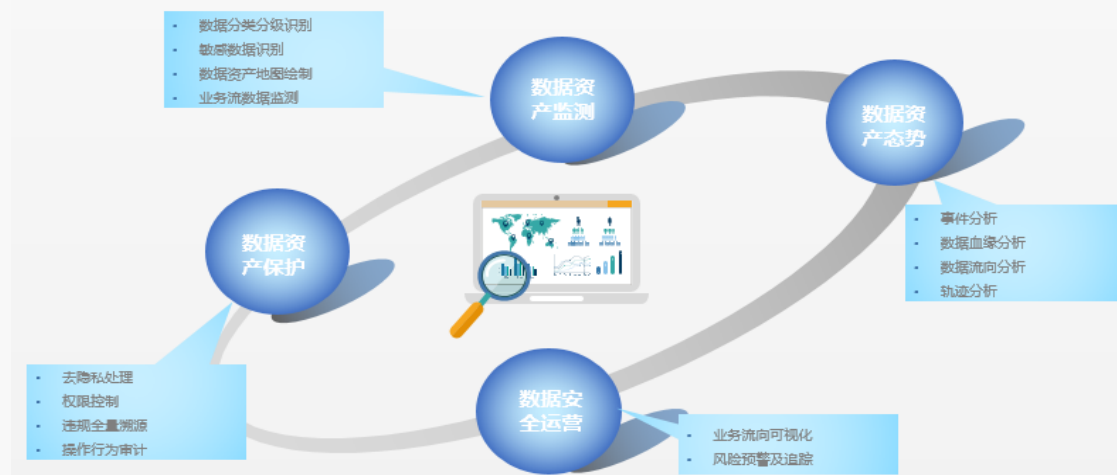 数据分类分级识别
敏感数据识别
数据资产地图绘制
业务流数据监测
数据资
产监测
数据资
产态势
事件分析
数据血缘分析
数据流向分析
轨迹分析
数据资
产保护
去隐私处理
权限控制
违规全量溯源
操作行为审计
数据安
全运营
业务流向可视化
风险预警及追踪